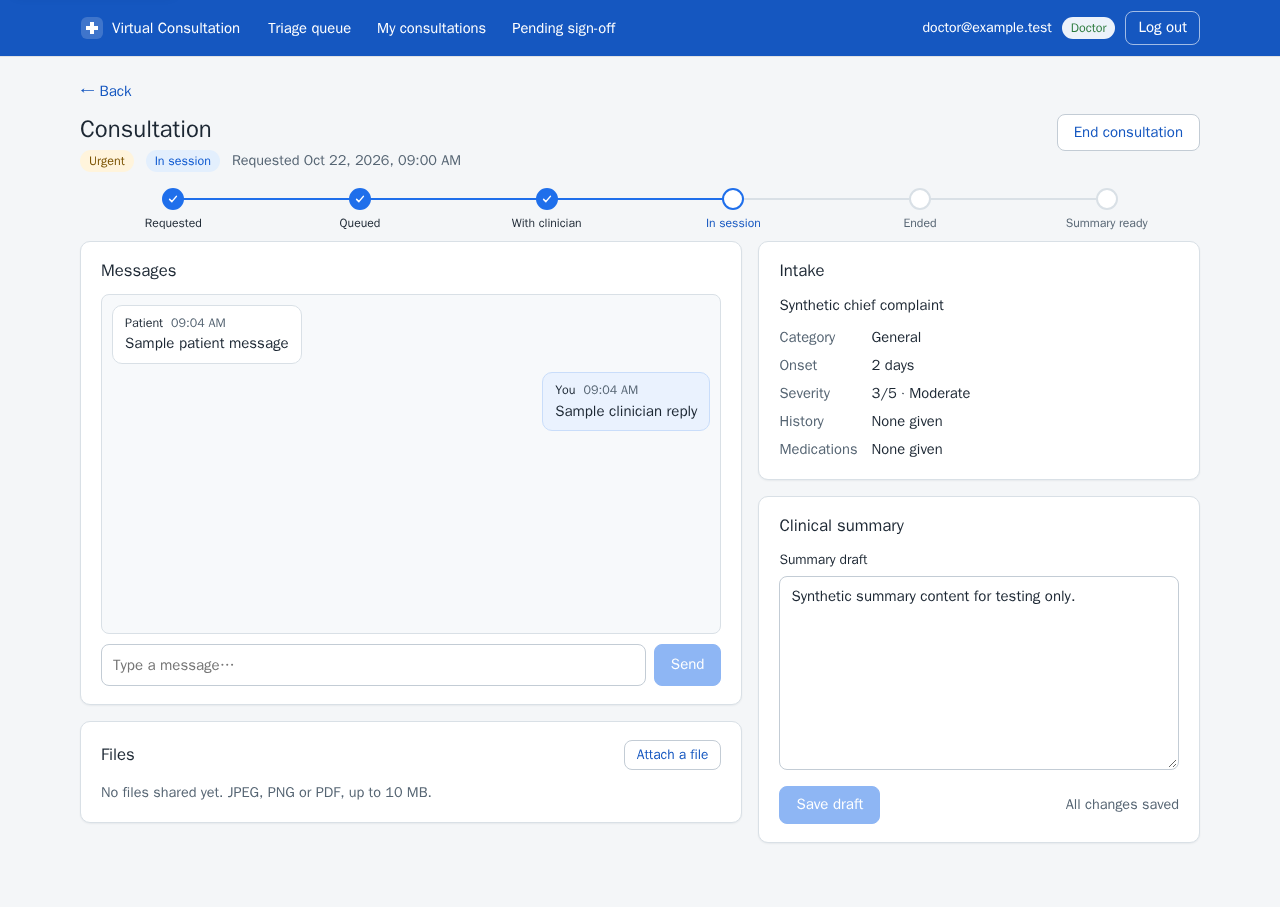 Virtual Consultation Triage queue My consultations Pending sign-off doctor@example.test Doctor Log out
← Back
Consultation
End consultation
Urgent In session Requested Oct 22, 2026, 09:00 AM
Requested Queued With clinician In session Ended Summary ready
Messages
Patient 09:04 AM
Sample patient message
You 09:04 AM
Sample clinician reply
Type a message…
Send
Files
Attach a file
No files shared yet. JPEG, PNG or PDF, up to 10 MB.
Intake
Synthetic chief complaint
Category General
Onset 2 days
Severity 3/5 · Moderate
History None given
Medications None given
Clinical summary
Summary draft
Synthetic summary content for testing only.
Save draft
All changes saved